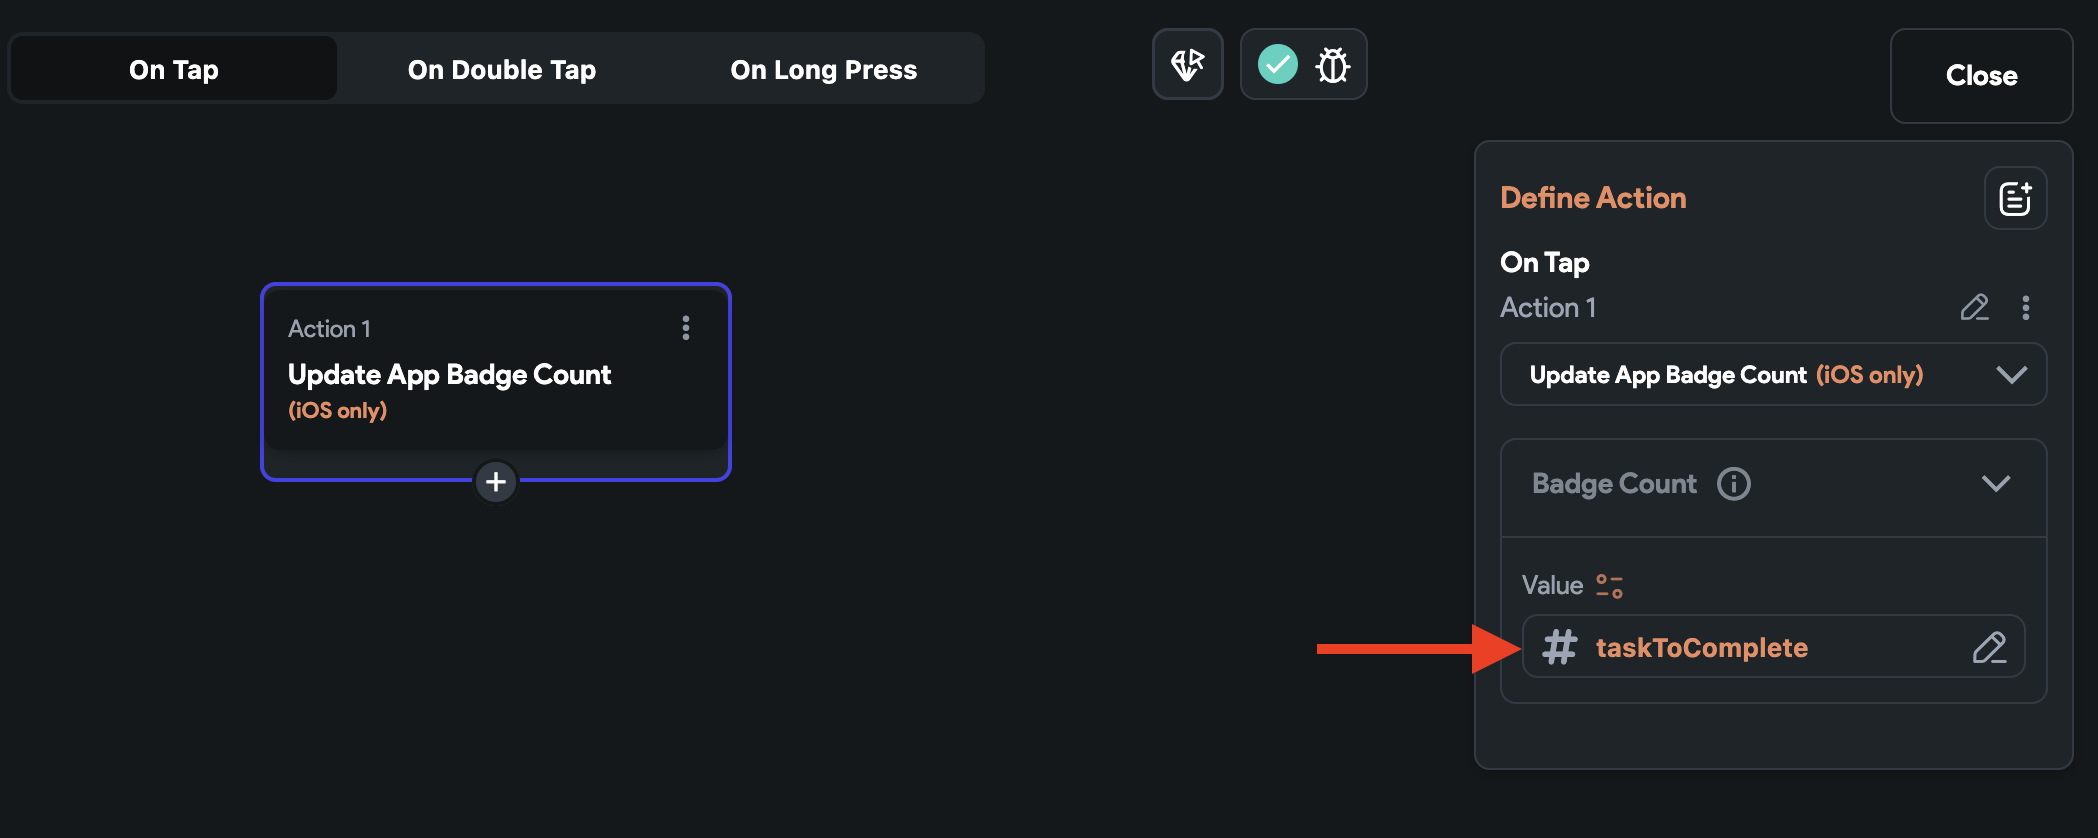 On Tap
On Double Tap
On Long Press
Close
Define Action
On Tap
Action 1
Update App Badge Count (iOS only)
Badge Count
Value
# taskToComplete
Action 1
Update App Badge Count
(iOS only)